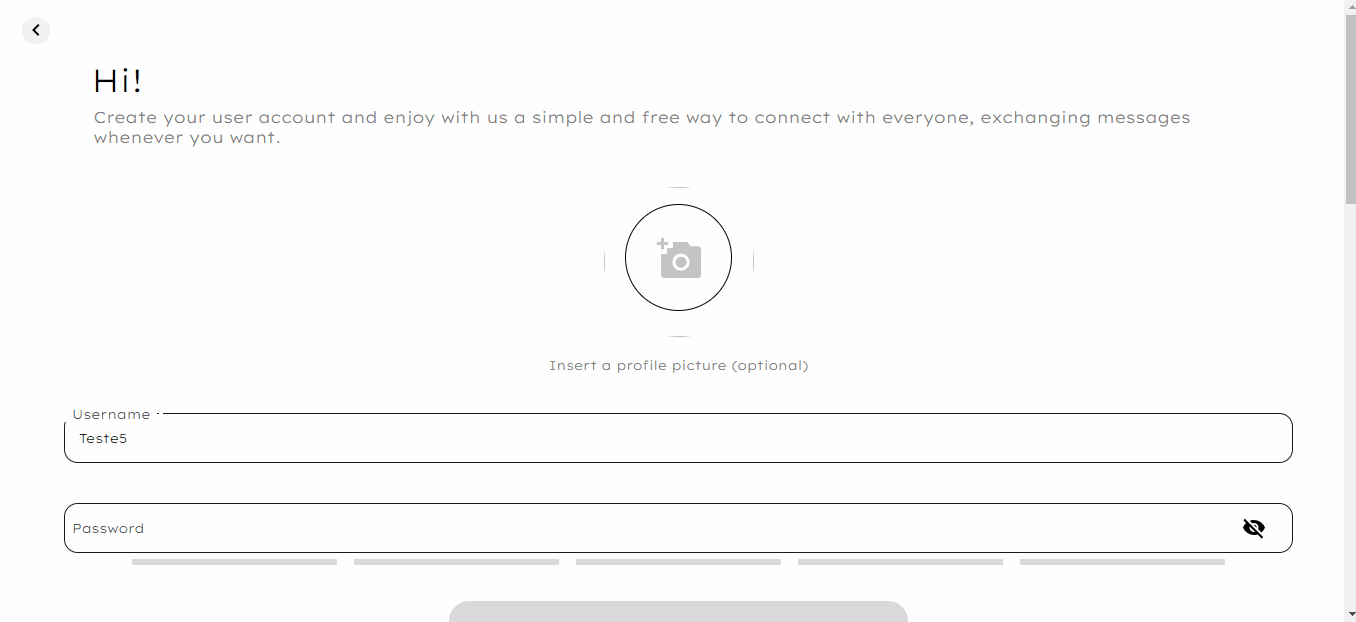 Hi!
Create your user account and enjoy with us a simple and free way to connect with everyone, exchanging messages
whenever you want.
Insert a profile picture (optional)
Username
Teste5
Password